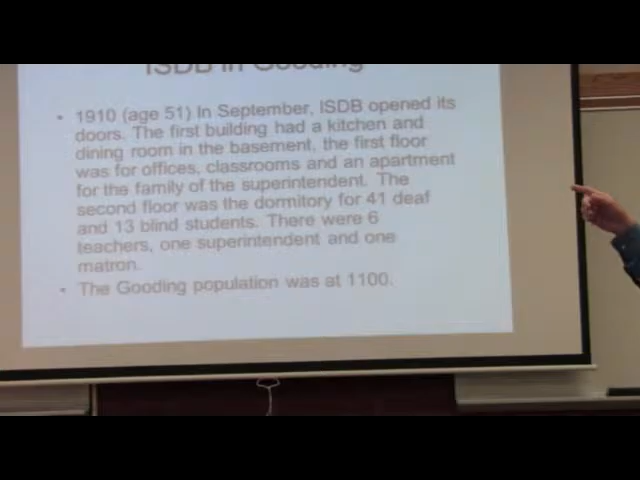 ISDB in Gooding
• 1910 (age 51) In September, ISDB opened its
doors. The first building had a kitchen and
dining room in the basement, the first floor
was for offices, classrooms and an apartment
for the family of the superintendent. The
second floor was the dormitory for 41 deaf
and 13 blind students. There were 6
teachers, one superintendent and one
matron.
• The Gooding population was at 1100.